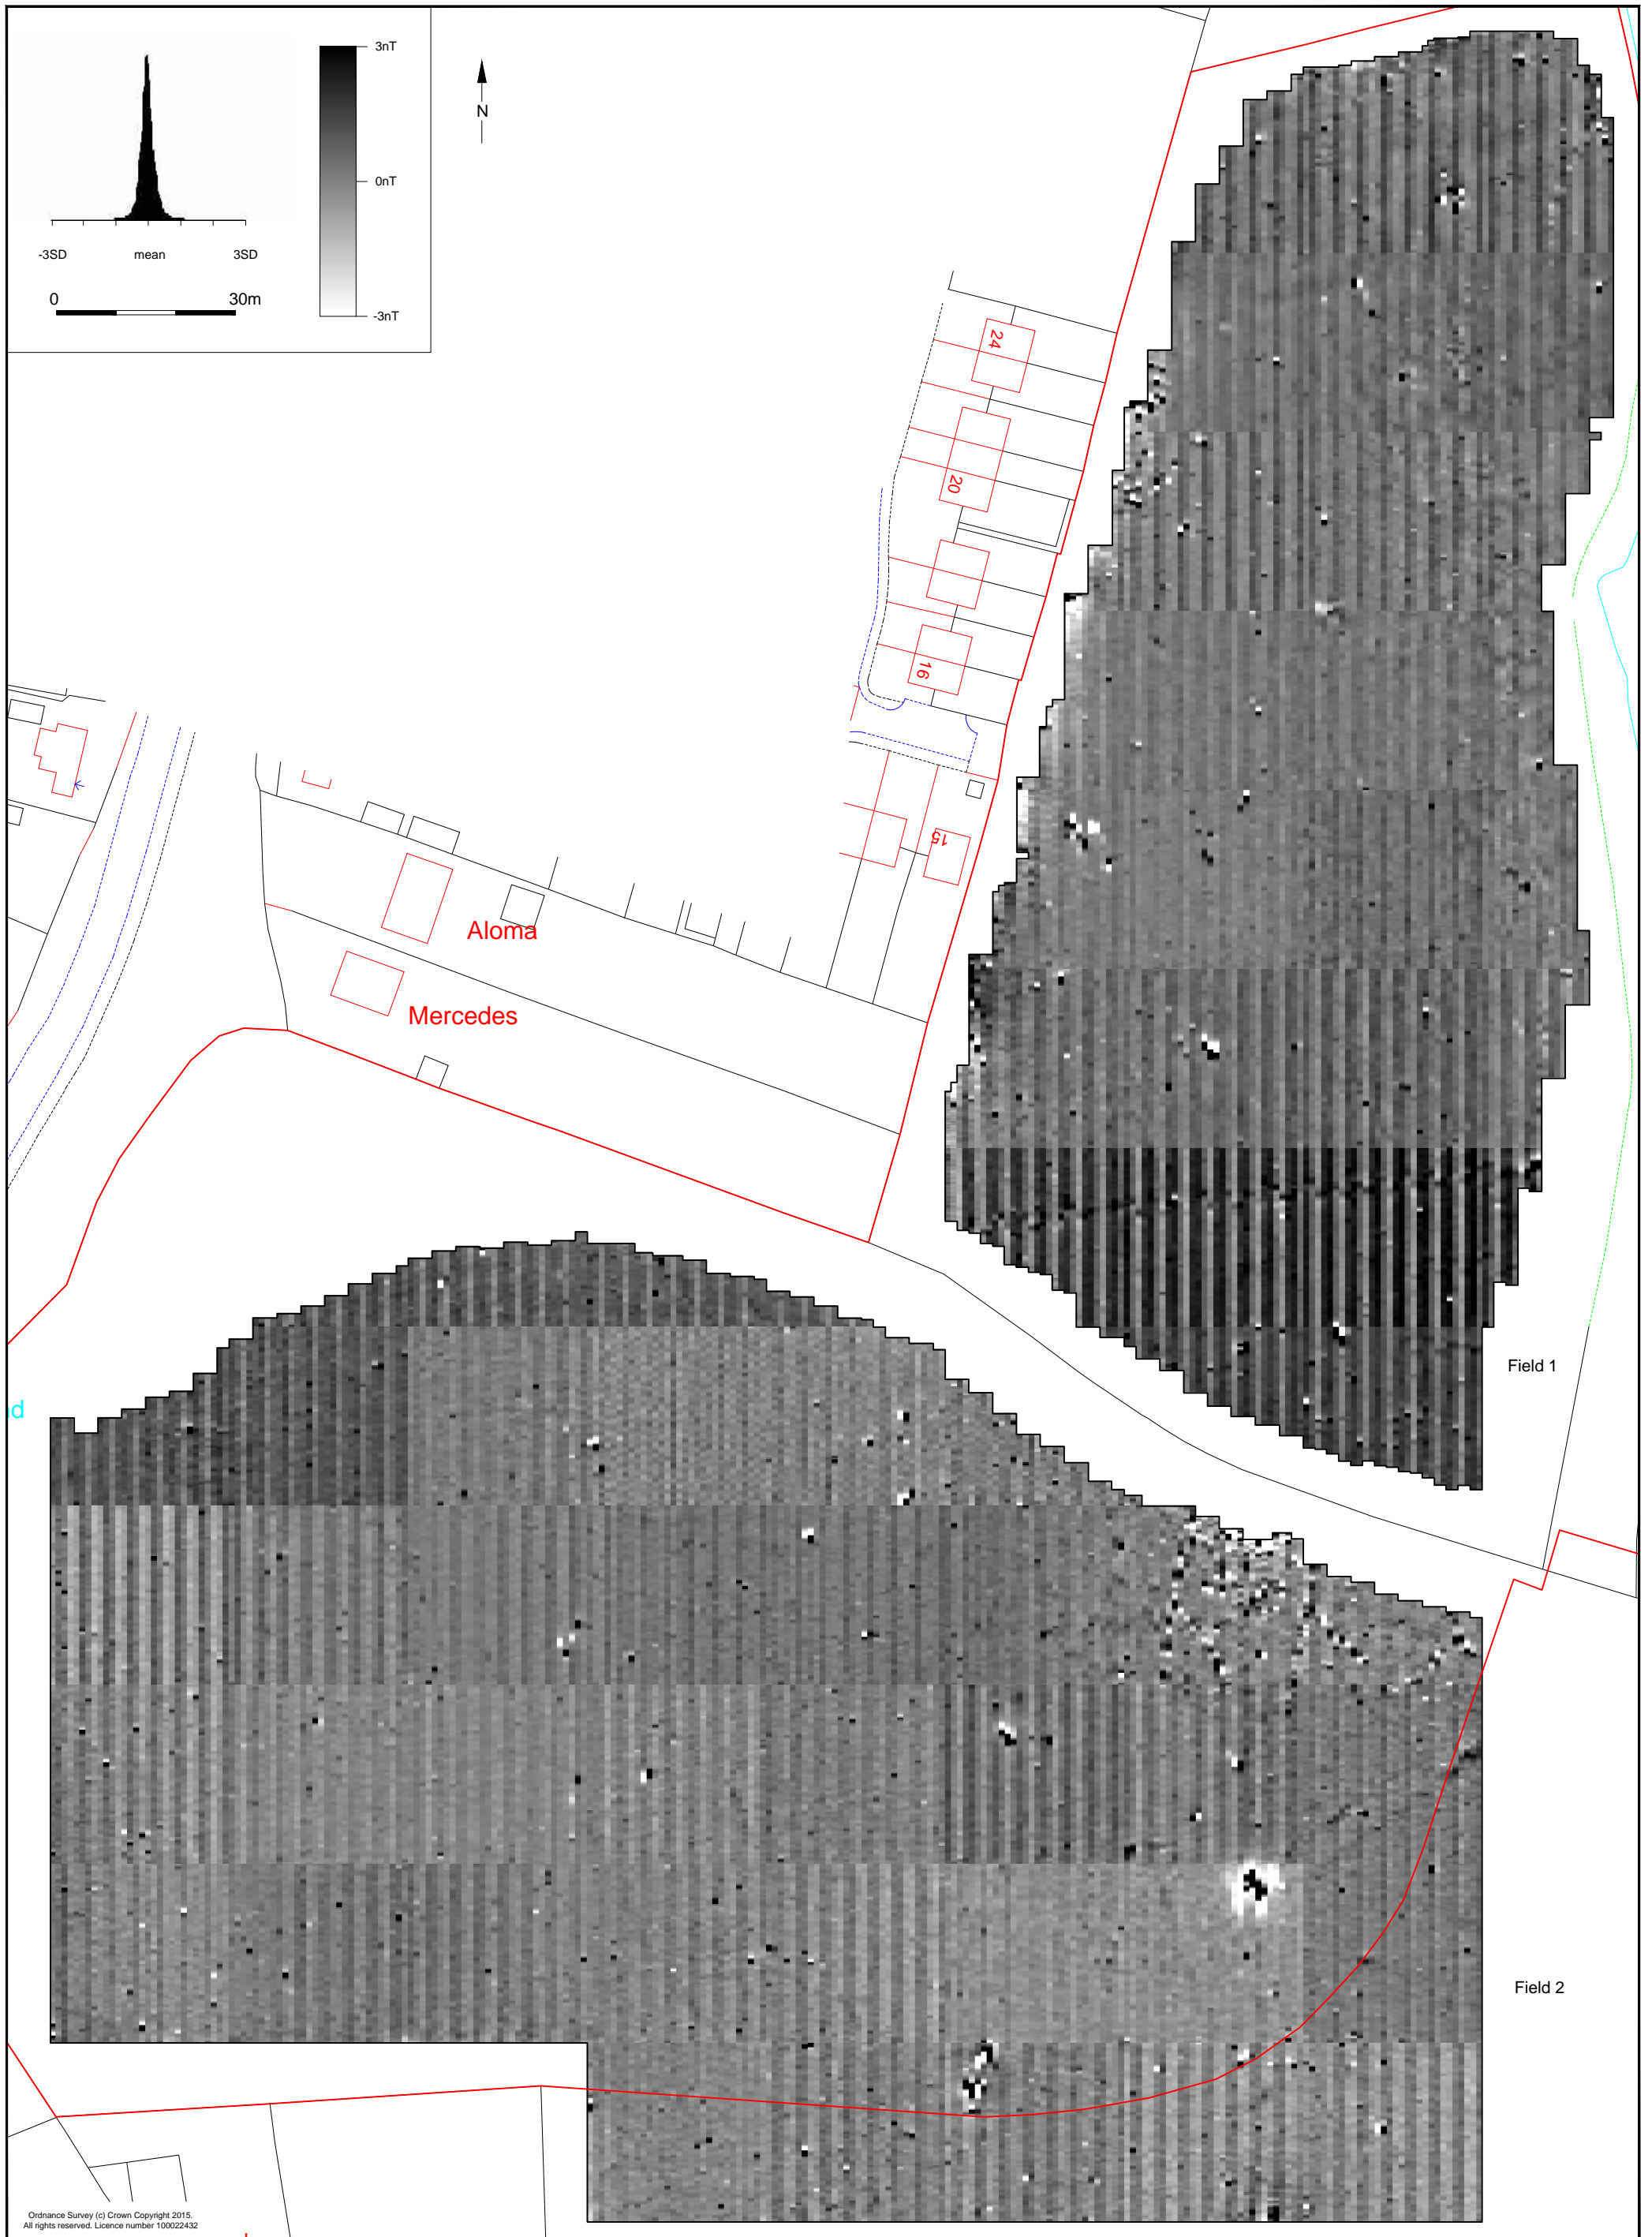 3nT
N
0nT
-3SD
mean
3SD
0
30m
-3nT
24
20
16
15
Aloma
Mercedes
Field 1
d
Field 2
Ordnance Survey (c) Crown Copyright 2015.
All rights reserved. Licence number 100022432